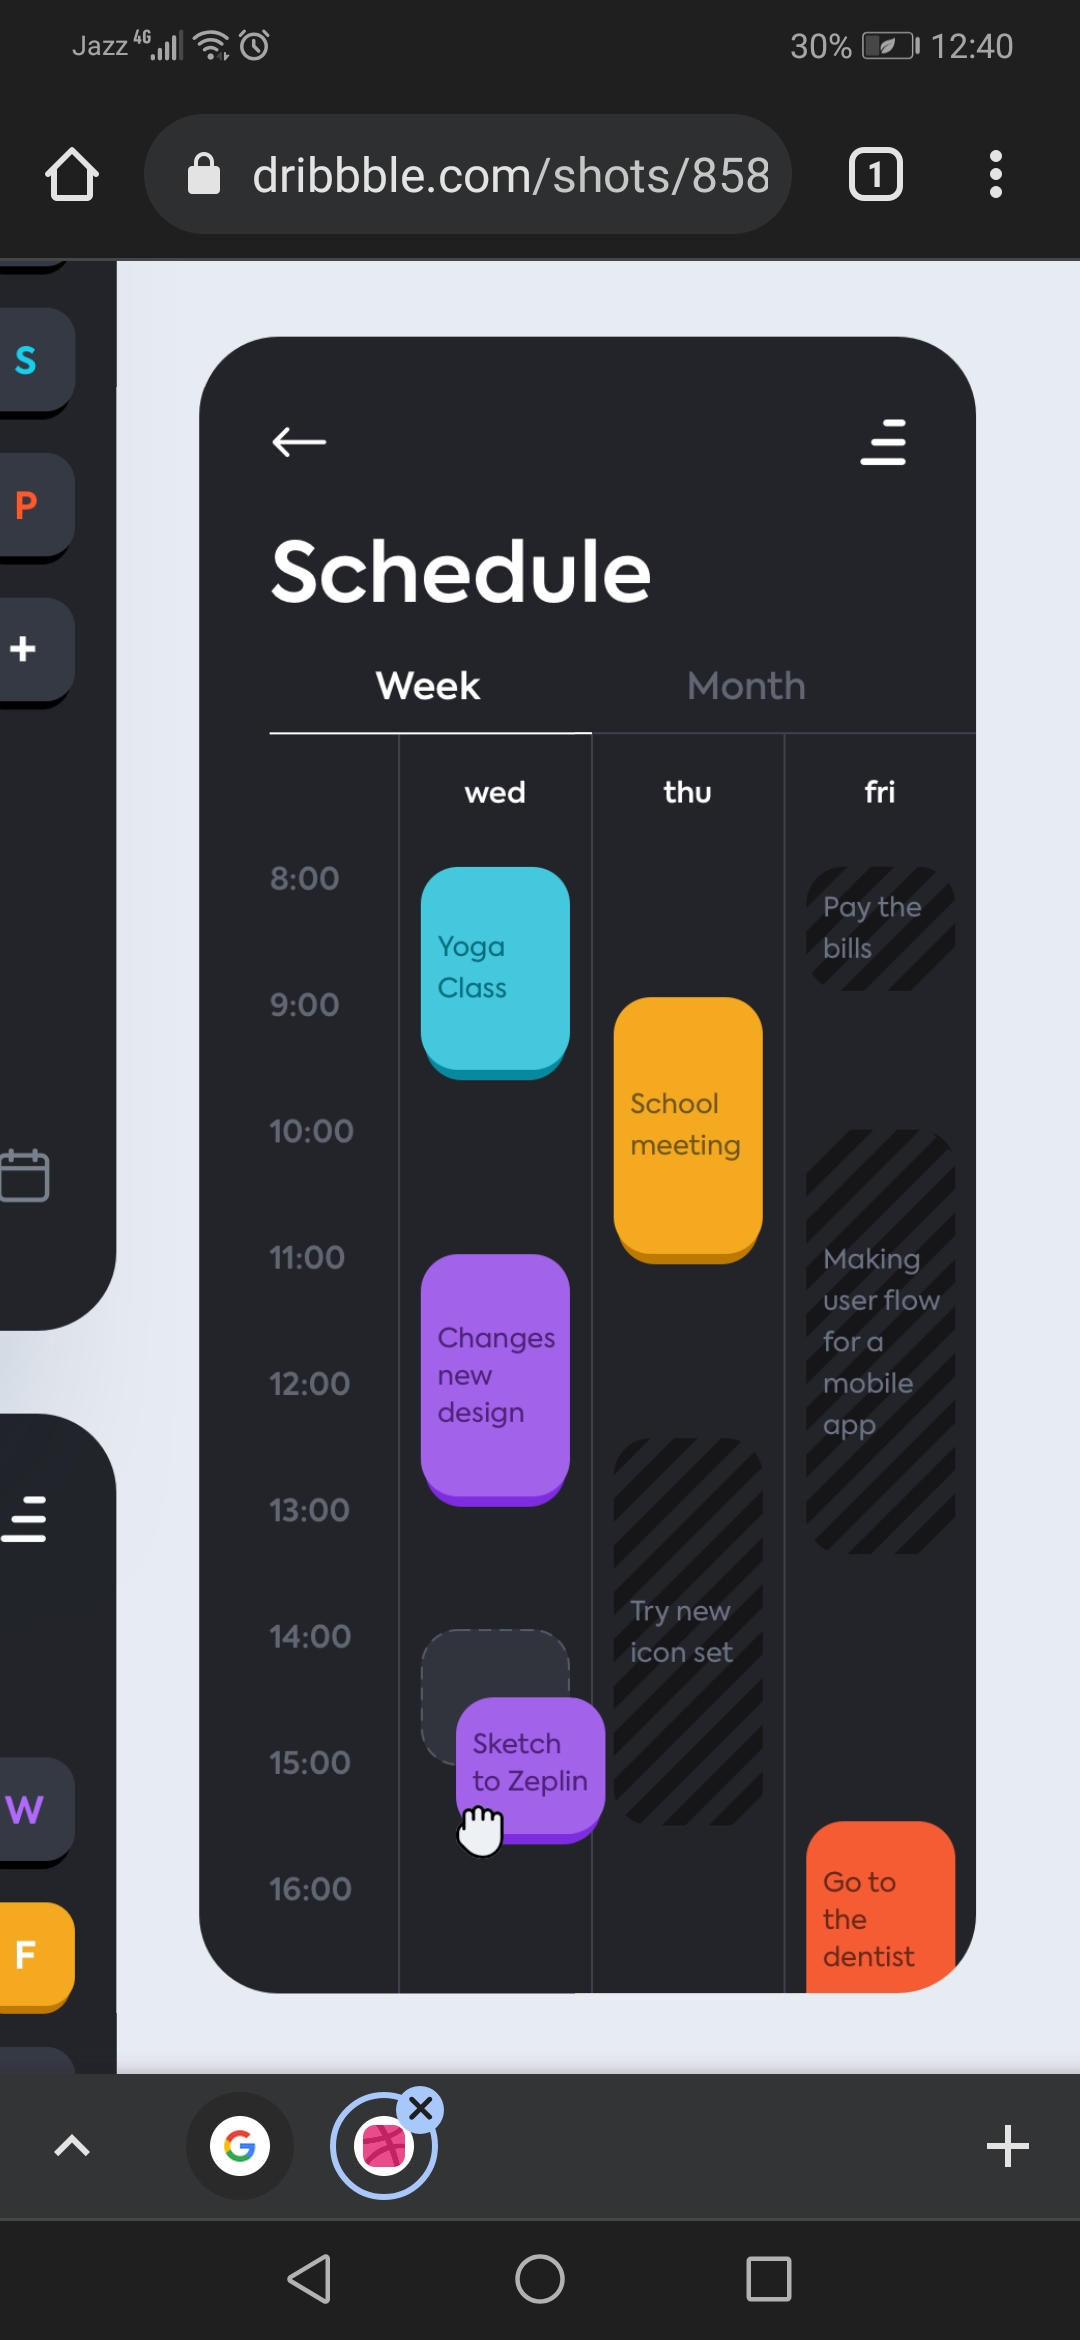 Jazz 4G 30% 12:40
dribbble.com/shots/858
1
S
P
+
Schedule
Week Month
wed thu fri
8:00
Yoga
Class
Pay the
bills
9:00
School
meeting
10:00
11:00
Changes
new
design
Making
user flow
for a
mobile
app
12:00
13:00
Try new
icon set
14:00
Sketch
to Zeplin
15:00
W
16:00
Go to
the
dentist
F